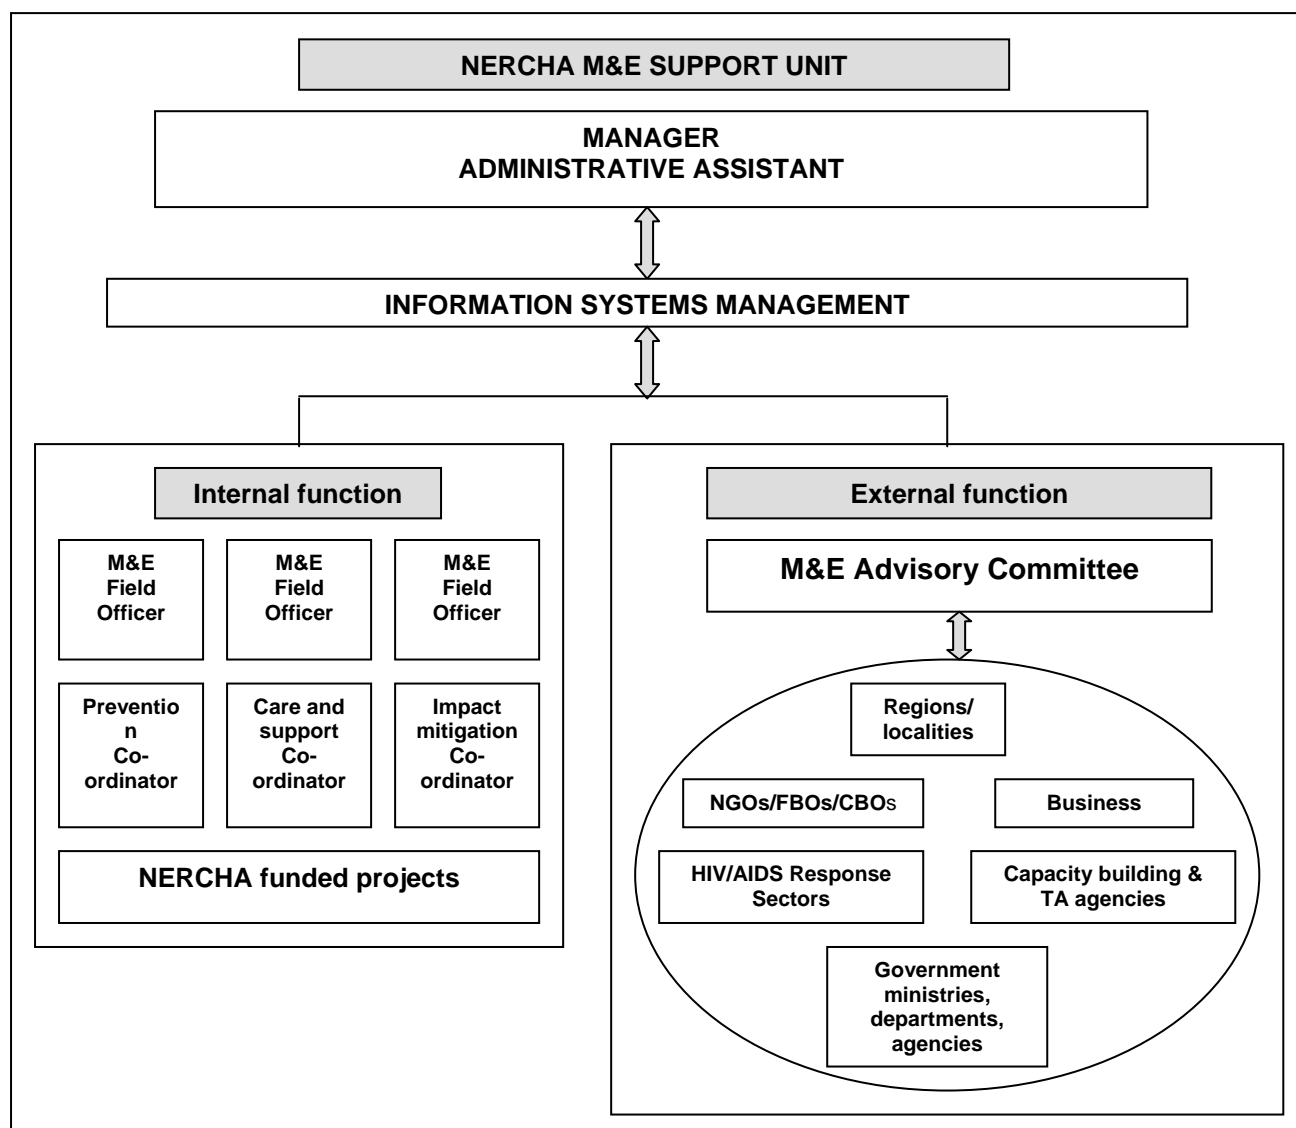 NERCHA M&E SUPPORT UNIT
MANAGER
ADMINISTRATIVE ASSISTANT
INFORMATION SYSTEMS MANAGEMENT
Internal function
M&E
Field
Officer
M&E
Field
Officer
M&E
Field
Officer
Preventio
n
Co-
ordinator
Care and
support
Co-
ordinator
Impact
mitigation
Co-
ordinator
NERCHA funded projects
External function
M&E Advisory Committee
Regions/
localities
NGOs/FBOs/CBOs
Business
HIV/AIDS Response
Sectors
Capacity building &
TA agencies
Government
ministries,
departments,
agencies